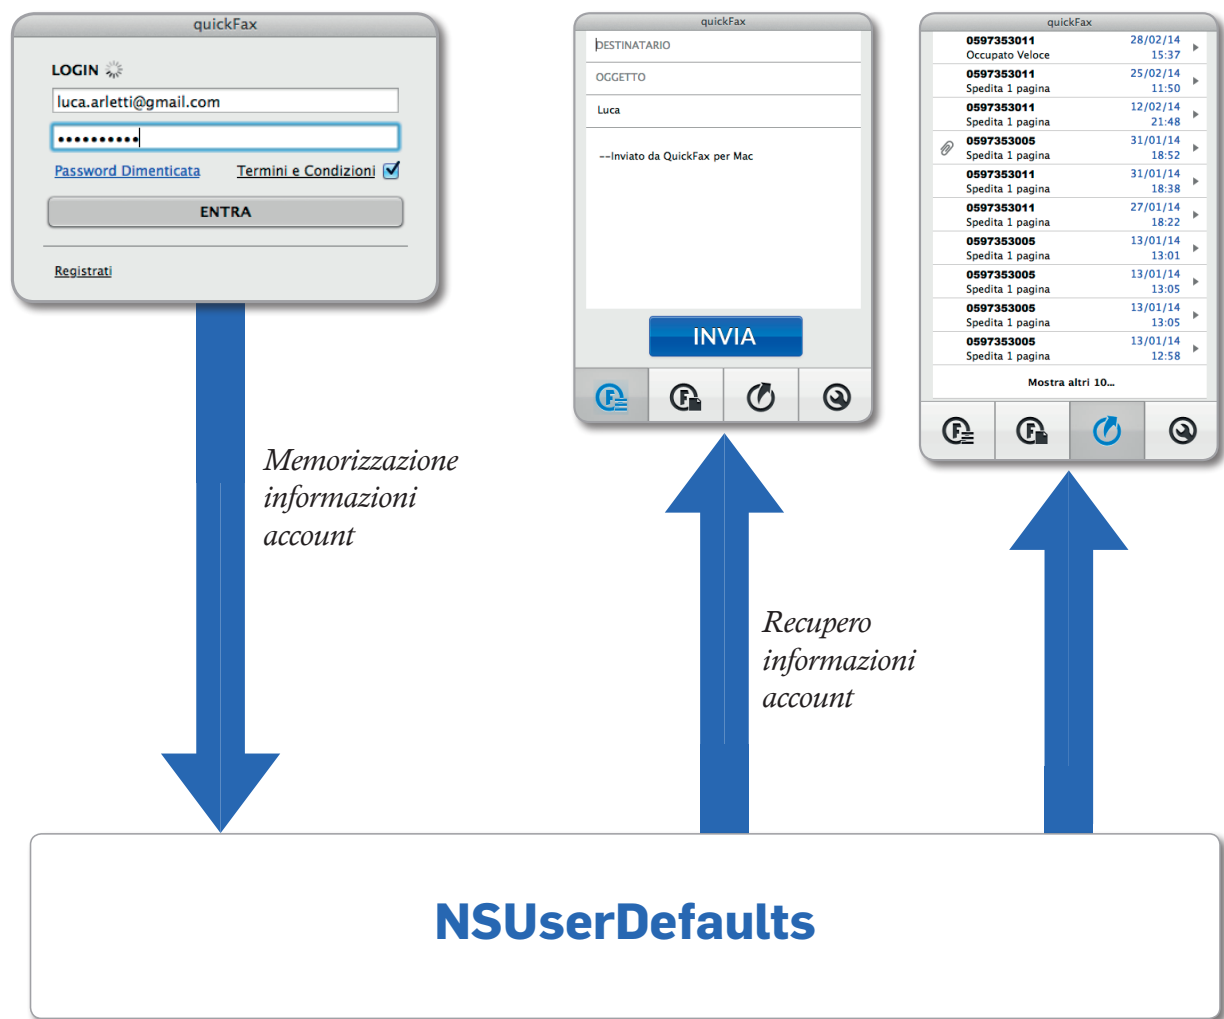 quickFax
LOGIN
luca.arletti@gmail.com
••••••••••
Password Dimenticata Termini e Condizioni
ENTRA
Registrati
quickFax
DESTINATARIO
OGGETTO
Luca
--Inviato da QuickFax per Mac
INVIA
quickFax
0597353011 28/02/14
Occupato Veloce 15:37
0597353011 25/02/14
Spedita 1 pagina 11:50
0597353011 12/02/14
Spedita 1 pagina 21:48
0597353005 31/01/14
Spedita 1 pagina 18:52
0597353011 31/01/14
Spedita 1 pagina 18:38
0597353011 27/01/14
Spedita 1 pagina 18:22
0597353005 13/01/14
Spedita 1 pagina 13:01
0597353005 13/01/14
Spedita 1 pagina 13:05
0597353005 13/01/14
Spedita 1 pagina 13:05
0597353005 13/01/14
Spedita 1 pagina 12:58
Mostra altri 10...
Memorizzazione
informazioni
account
Recupero
informazioni
account
NSUserDefaults